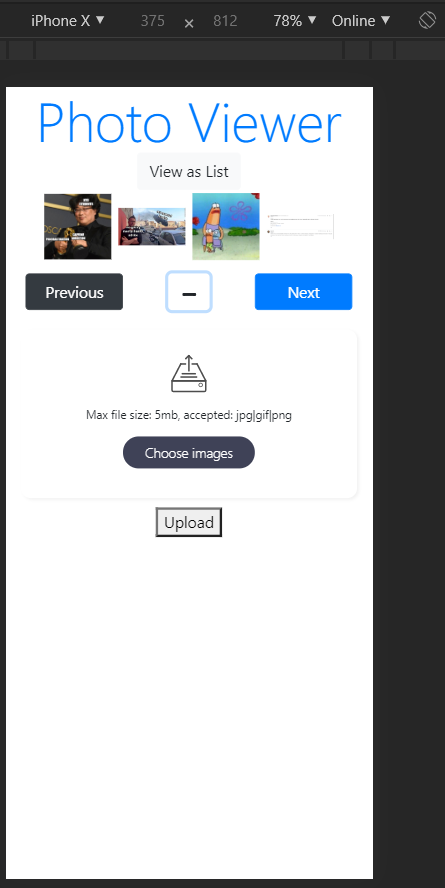 iPhone X ▼ 375 × 812 78% ▼ Online ▼
Photo Viewer
View as List
Previous
–
Next
Max file size: 5mb, accepted: jpg|gif|png
Choose images
Upload